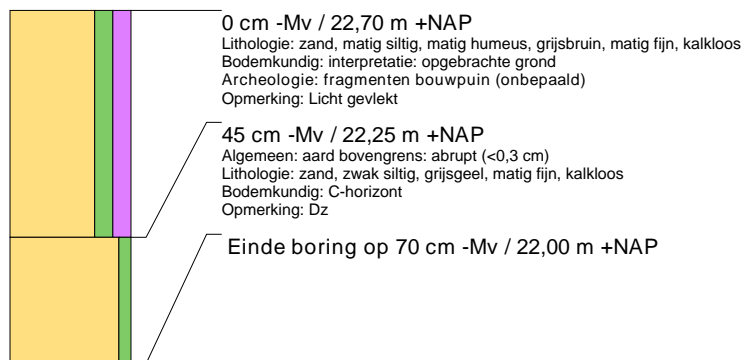 0 cm -Mv / 22,70 m +NAP
Lithologie: zand, matig siltig, matig humeus, grijsbruin, matig fijn, kalkloos
Bodemkundig: interpretatie: opgebrachte grond
Archeologie: fragmenten bouwpuin (onbepaald)
Opmerking: Licht gevlekt
45 cm -Mv / 22,25 m +NAP
Algemeen: aard bovengrens: abrupt (<0,3 cm)
Lithologie: zand, zwak siltig, grijsgeel, matig fijn, kalkloos
Bodemkundig: C-horizont
Opmerking: Dz
Einde boring op 70 cm -Mv / 22,00 m +NAP